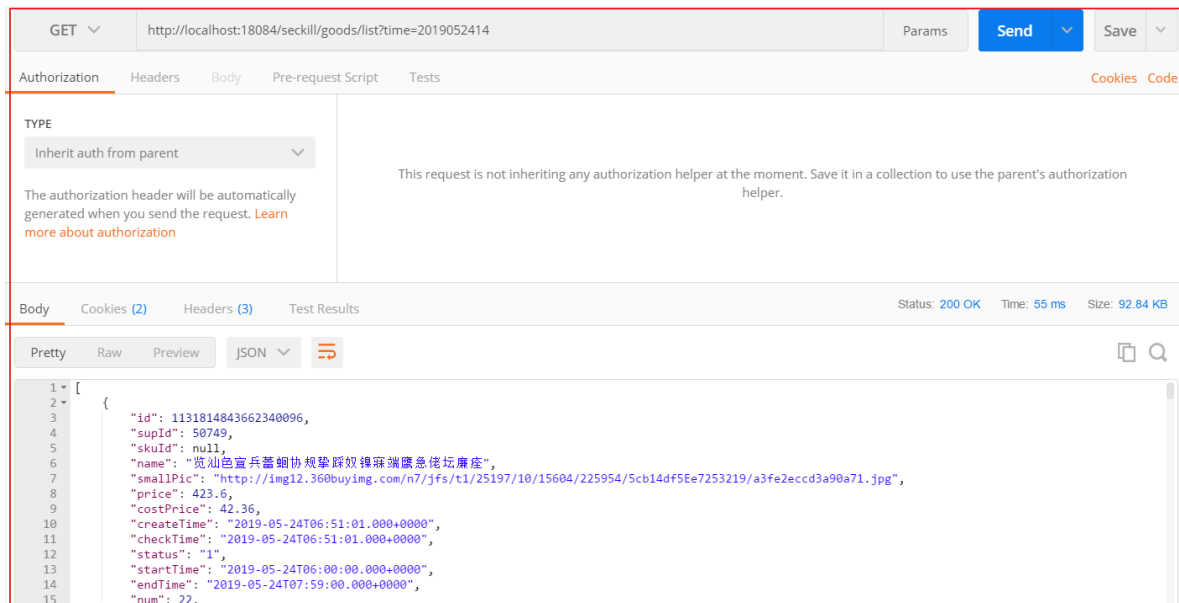 GET http://localhost:18084/seckill/goods/list?time=2019052414 Params Send Save
Authorization Headers Body Pre-request Script Tests Cookies Code
TYPE
Inherit auth from parent
The authorization header will be automatically
generated when you send the request. Learn
more about authorization
This request is not inheriting any authorization helper at the moment. Save it in a collection to use the parent's authorization
helper.
Body Cookies (2) Headers (3) Test Results Status: 200 OK Time: 55 ms Size: 92.84 KB
Pretty Raw Preview JSON
1 [
2 {
3 "id": 1131814843662340096,
4 "supId": 50749,
5 "skuId": null,
6 "name": "览汕色宣兵蕾蛔协规挚踩奴镍寐端鹰急佬坛廉痊",
7 "smallPic": "http://img12.360buyimg.com/n7/jfs/t1/25197/10/15604/225954/5cb14df5Ee7253219/a3fe2eccd3a90a71.jpg",
8 "price": 423.6,
9 "costPrice": 42.36,
10 "createTime": "2019-05-24T06:51:01.000+0000",
11 "checkTime": "2019-05-24T06:51:01.000+0000",
12 "status": "1",
13 "startTime": "2019-05-24T06:00:00.000+0000",
14 "endTime": "2019-05-24T07:59:00.000+0000",
15 "num": 22,